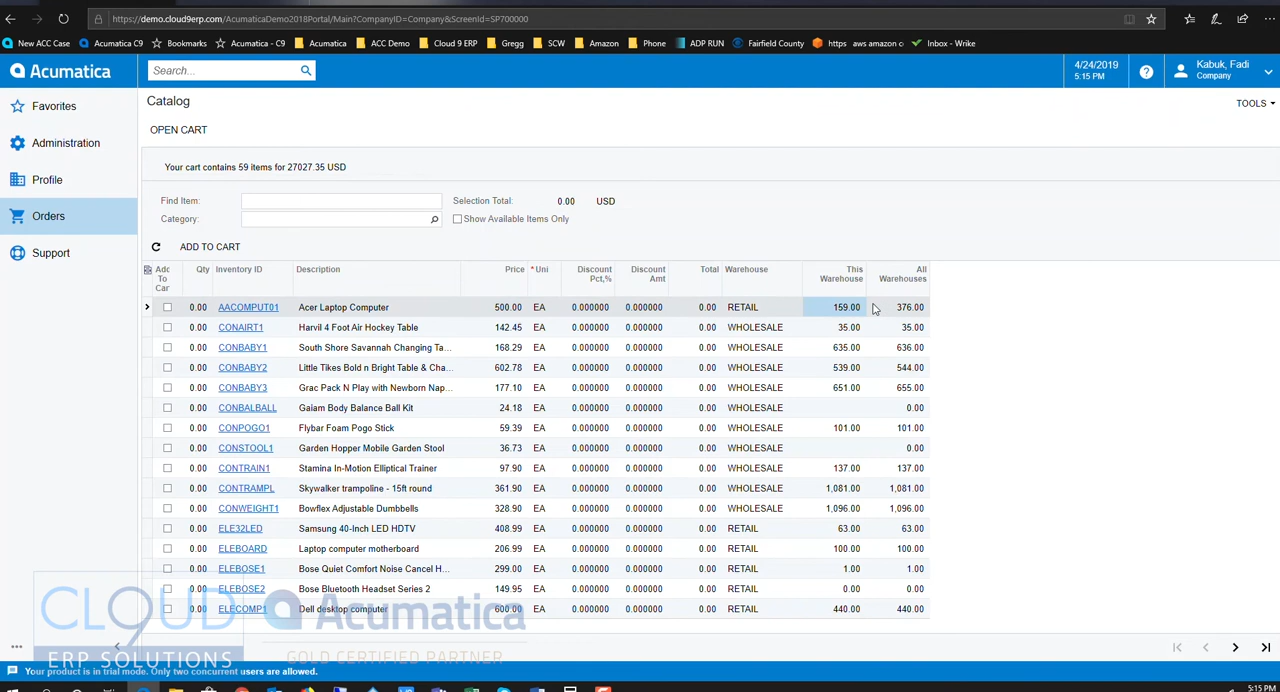 https://demo.cloud9erp.com/AcumaticaDemo2018Portal/Main?CompanyID=Company&ScreenId=SP700000
New ACC Case Acumatica C9 Bookmarks Acumatica - C9 Acumatica ACC Demo Cloud 9 ERP Gregg SCW Amazon Phone ADP RUN Fairfield County https aws amazon cc Inbox - Wrike
Acumatica Search... 4/24/2019 5:15 PM Kabuk, Fadi Company
Favorites
Administration
Profile
Orders
Support
Catalog
TOOLS
OPEN CART
Your cart contains 59 items for 27027.35 USD
Find Item: Selection Total: 0.00 USD
Category: Show Available Items Only
ADD TO CART
Add To Car Qty Inventory ID Description Price * Uni Discount Pct,% Discount Amt Total Warehouse This Warehouse All Warehouses
0.00 AACOMPUT01 Acer Laptop Computer 500.00 EA 0.000000 0.000000 0.00 RETAIL 159.00 376.00
0.00 CONAIRT1 Harvil 4 Foot Air Hockey Table 142.45 EA 0.000000 0.000000 0.00 WHOLESALE 35.00 35.00
0.00 CONBABY1 South Shore Savannah Changing Ta... 168.29 EA 0.000000 0.000000 0.00 WHOLESALE 635.00 636.00
0.00 CONBABY2 Little Tikes Bold n Bright Table & Cha... 602.78 EA 0.000000 0.000000 0.00 WHOLESALE 539.00 544.00
0.00 CONBABY3 Grac Pack N Play with Newborn Nap... 177.10 EA 0.000000 0.000000 0.00 WHOLESALE 651.00 655.00
0.00 CONBALBALL Gaiam Body Balance Ball Kit 24.18 EA 0.000000 0.000000 0.00 WHOLESALE 0.00
0.00 CONPOGO1 Flybar Foam Pogo Stick 59.39 EA 0.000000 0.000000 0.00 WHOLESALE 101.00 101.00
0.00 CONSTOOL1 Garden Hopper Mobile Garden Stool 36.73 EA 0.000000 0.000000 0.00 WHOLESALE 0.00
0.00 CONTRAIN1 Stamina In-Motion Elliptical Trainer 97.90 EA 0.000000 0.000000 0.00 WHOLESALE 137.00 137.00
0.00 CONTRAMPL Skywalker trampoline - 15ft round 361.90 EA 0.000000 0.000000 0.00 WHOLESALE 1,081.00 1,081.00
0.00 CONWEIGHT1 Bowflex Adjustable Dumbbells 328.90 EA 0.000000 0.000000 0.00 WHOLESALE 1,096.00 1,096.00
0.00 ELE32LED Samsung 40-Inch LED HDTV 408.99 EA 0.000000 0.000000 0.00 RETAIL 63.00 63.00
0.00 ELEBOARD Laptop computer motherboard 206.99 EA 0.000000 0.000000 0.00 RETAIL 100.00 100.00
0.00 ELEBOSE1 Bose Quiet Comfort Noise Cancel H... 299.00 EA 0.000000 0.000000 0.00 RETAIL 1.00 1.00
0.00 ELEBOSE2 Bose Bluetooth Headset Series 2 149.95 EA 0.000000 0.000000 0.00 RETAIL 0.00 0.00
0.00 ELECOMP1 Dell desktop computer 600.00 EA 0.000000 0.000000 0.00 RETAIL 440.00 440.00
CLOUD 9
ERP SOLUTIONS
Acumatica
GOLD CERTIFIED PARTNER
Your product is in trial mode. Only two concurrent users are allowed.
5:15 PM